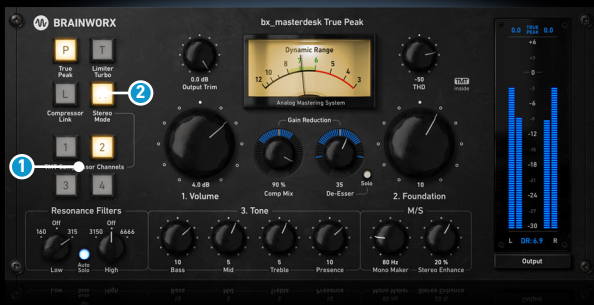 BRAINWORX
bx_masterdesk True Peak
P T
True Peak
Limiter Turbo
L
Compressor Link
Stereo Mode
2
1 2
1
TMT Compressor Channels
3 4
0.0 dB
Output Trim
Dynamic Range
12 10 8 7 6 5 4 3
Analog Mastering System
-50
THD
TMT
inside
Gain Reduction
4.0 dB
1. Volume
90 %
Comp Mix
35
De-Esser
Solo
10
2. Foundation
Resonance Filters
Off Off
160 315 3150 6666
Low
Auto Solo
High
3. Tone
10 5 5 10
Bass Mid Treble Presence
M/S
80 Hz 20 %
Mono Maker Stereo Enhance
0.0 TRUE PEAK 0.0
+6
+3
0
-3
-6
-9
-12
-18
-24
-30
L DR: 6.9 R
Output